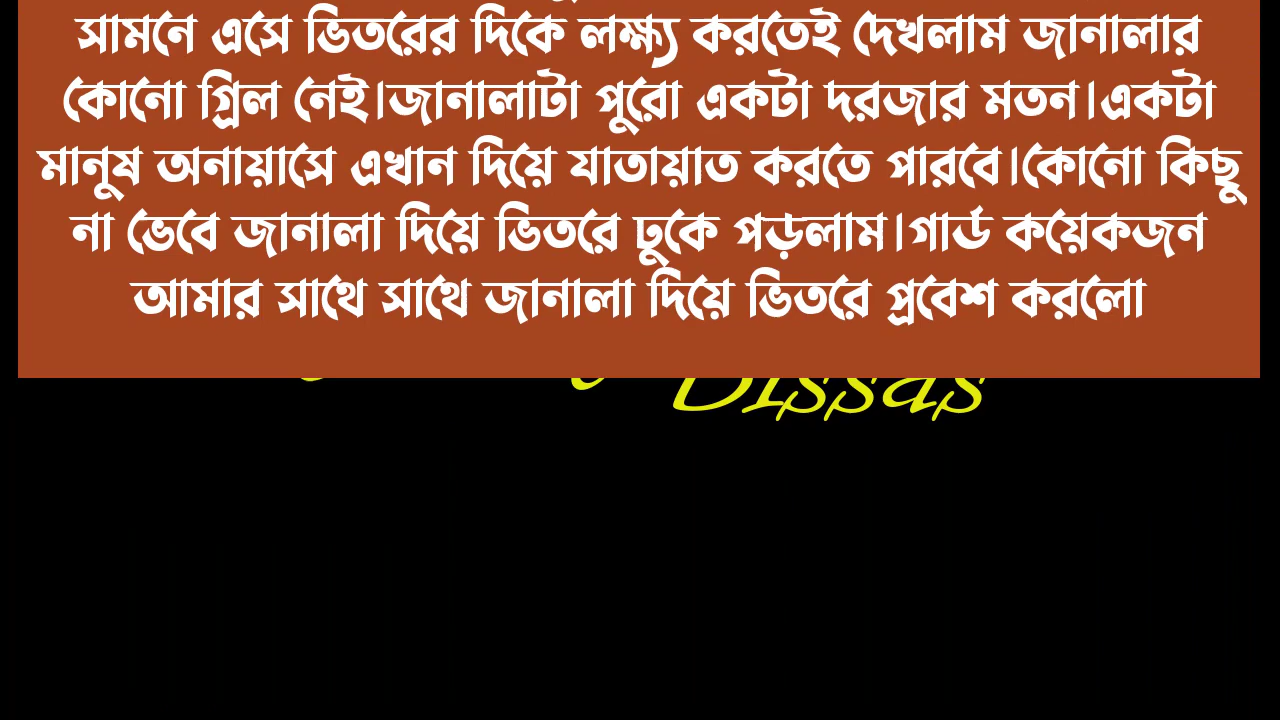 সামনে এসে ভিতরের দিকে লক্ষ্য করতেই দেখলাম জানালার
কোনো গ্রিল নেই।জানালাটা পুরো একটা দরজার মতন।একটা
মানুষ অনায়াসে এখান দিয়ে যাতায়াত করতে পারবে।কোনো কিছু
না ভেবে জানালা দিয়ে ভিতরে ঢুকে পড়লাম।গার্ড কয়েকজন
আমার সাথে সাথে জানালা দিয়ে ভিতরে প্রবেশ করলো
Dissas